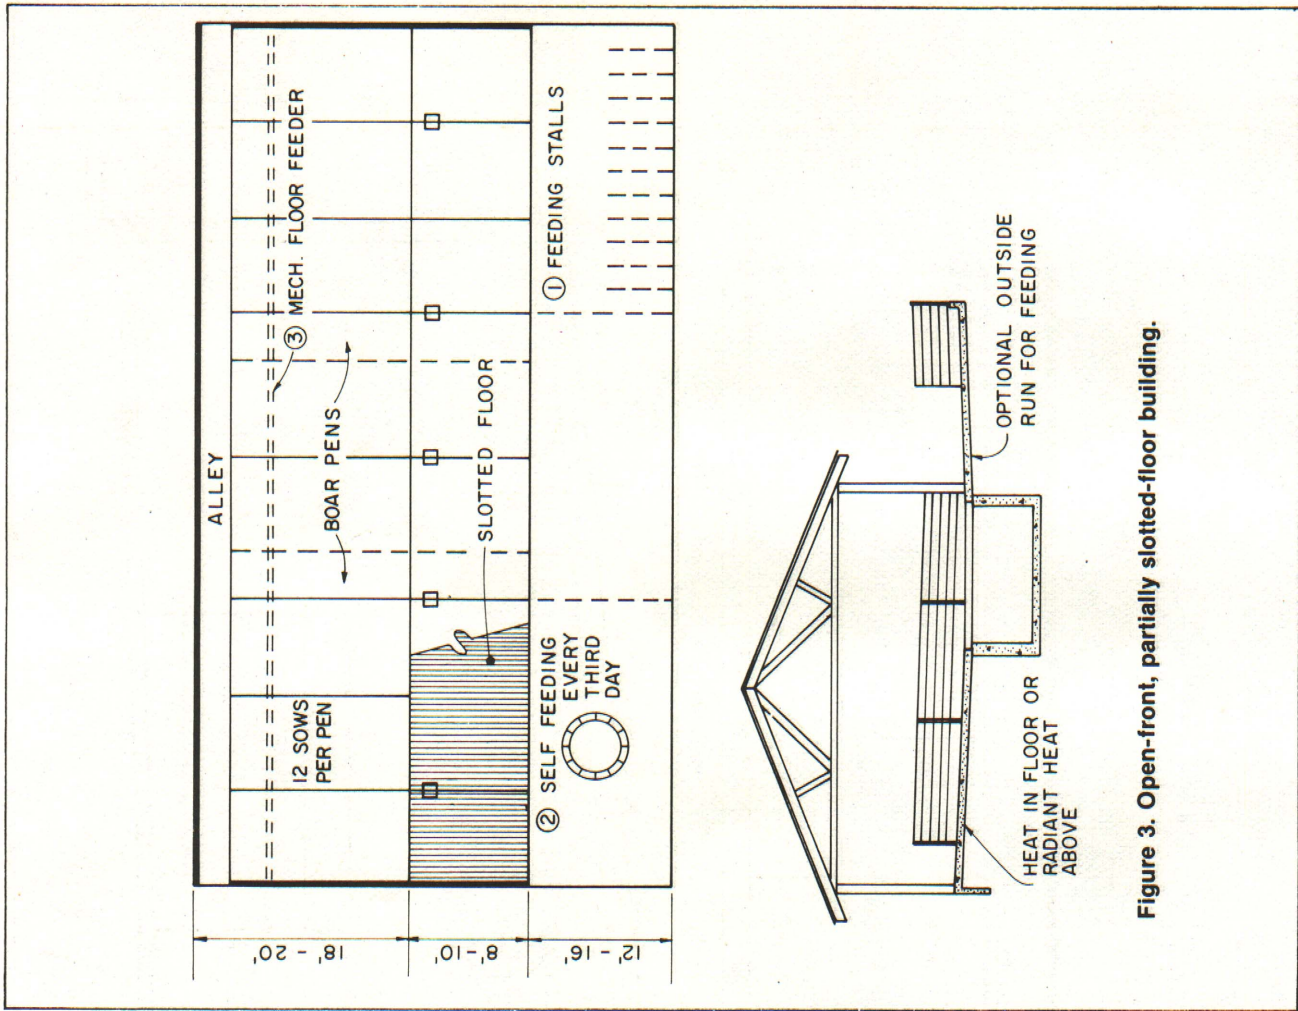 ALLEY
③ MECH. FLOOR FEEDER
BOAR PENS
12 SOWS
PER PEN
SLOTTED FLOOR
① FEEDING STALLS
② SELF FEEDING
EVERY
THIRD
DAY
18' - 20'
8' - 10'
12' - 16'
HEAT IN FLOOR OR
RADIANT HEAT
ABOVE
OPTIONAL OUTSIDE
RUN FOR FEEDING
Figure 3. Open-front, partially slotted-floor building.